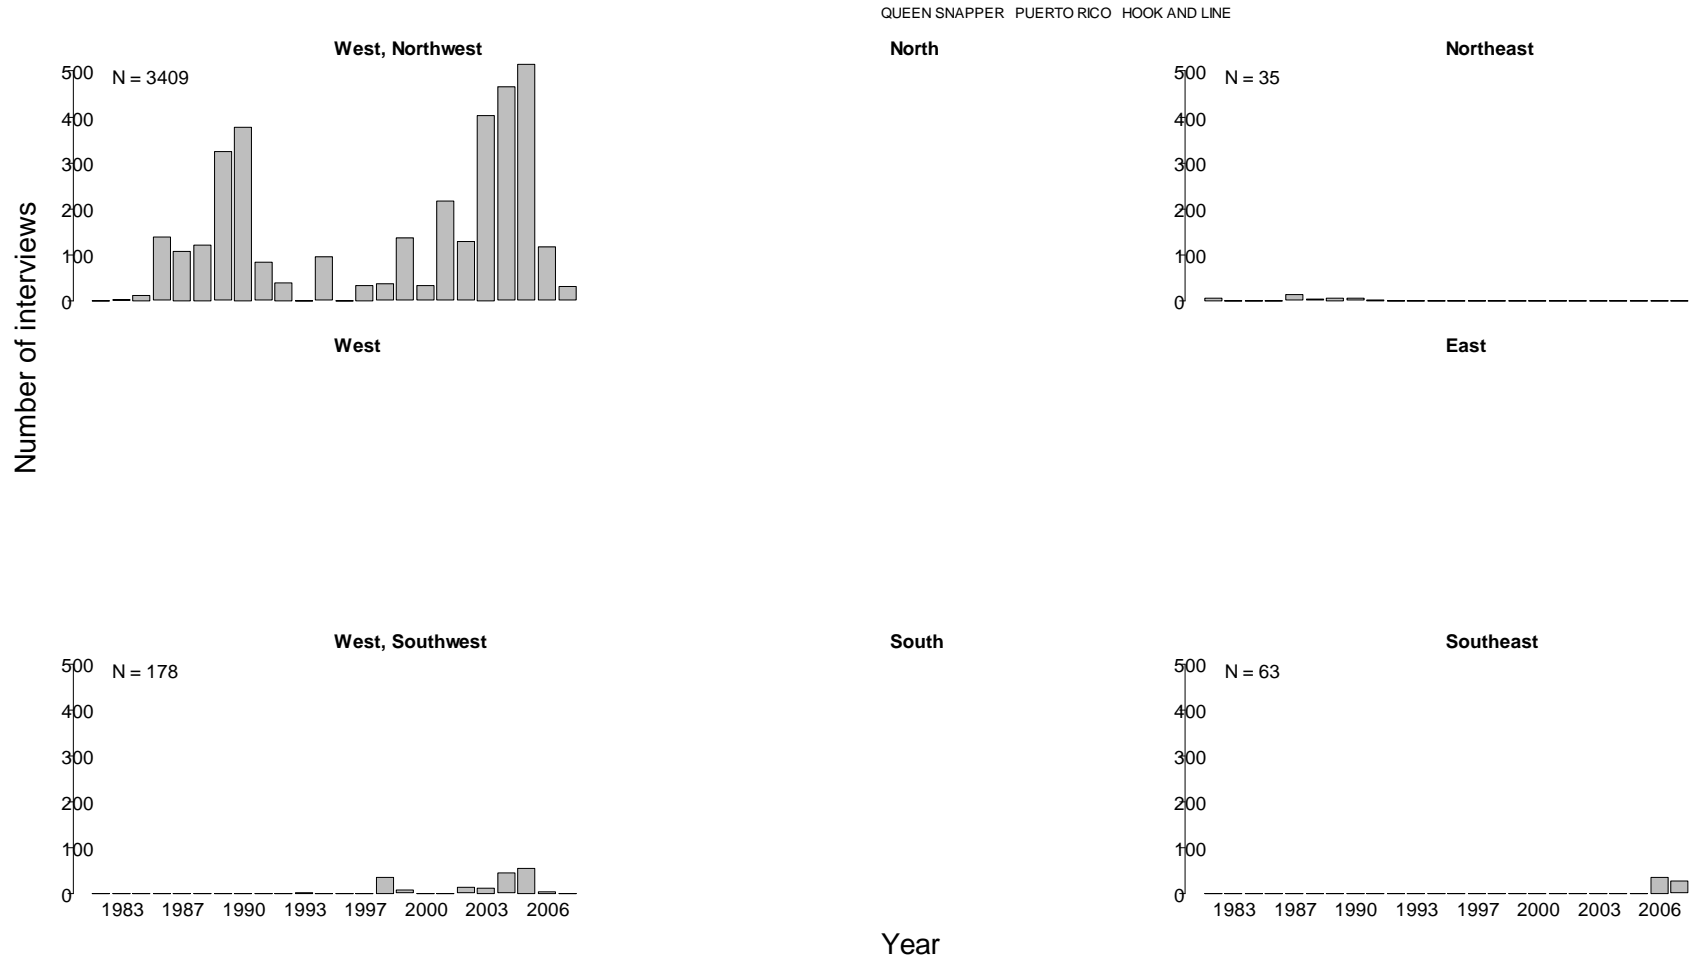 QUEEN SNAPPER PUERTO RICO HOOK AND LINE
West, Northwest
North
Northeast
500
N = 3409
400
300
200
100
0
500
N = 35
400
300
200
100
0
Number of interviews
West
East
West, Southwest
South
Southeast
500
N = 178
400
300
200
100
0
1983 1987 1990 1993 1997 2000 2003 2006
500
N = 63
400
300
200
100
0
1983 1987 1990 1993 1997 2000 2003 2006
Year